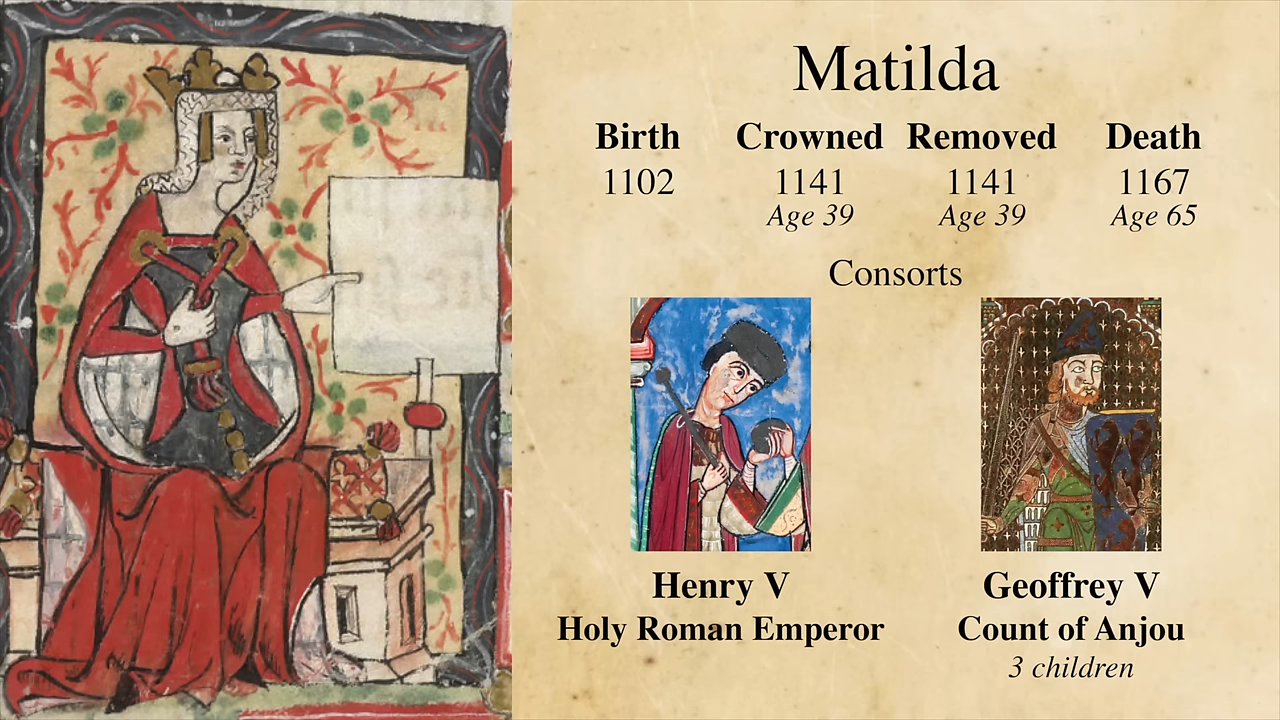 Matilda
Birth Crowned Removed Death
1102 1141 1141 1167
Age 39 Age 39 Age 65
Consorts
Henry V Geoffrey V
Holy Roman Emperor Count of Anjou
3 children